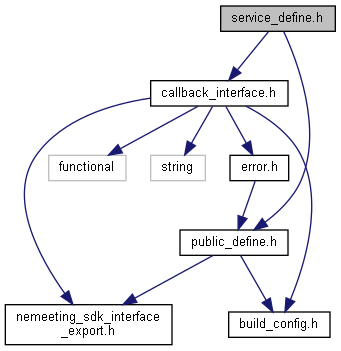 service_define.h
callback_interface.h
functional
string
error.h
public_define.h
nemeeting_sdk_interface
_export.h
build_config.h